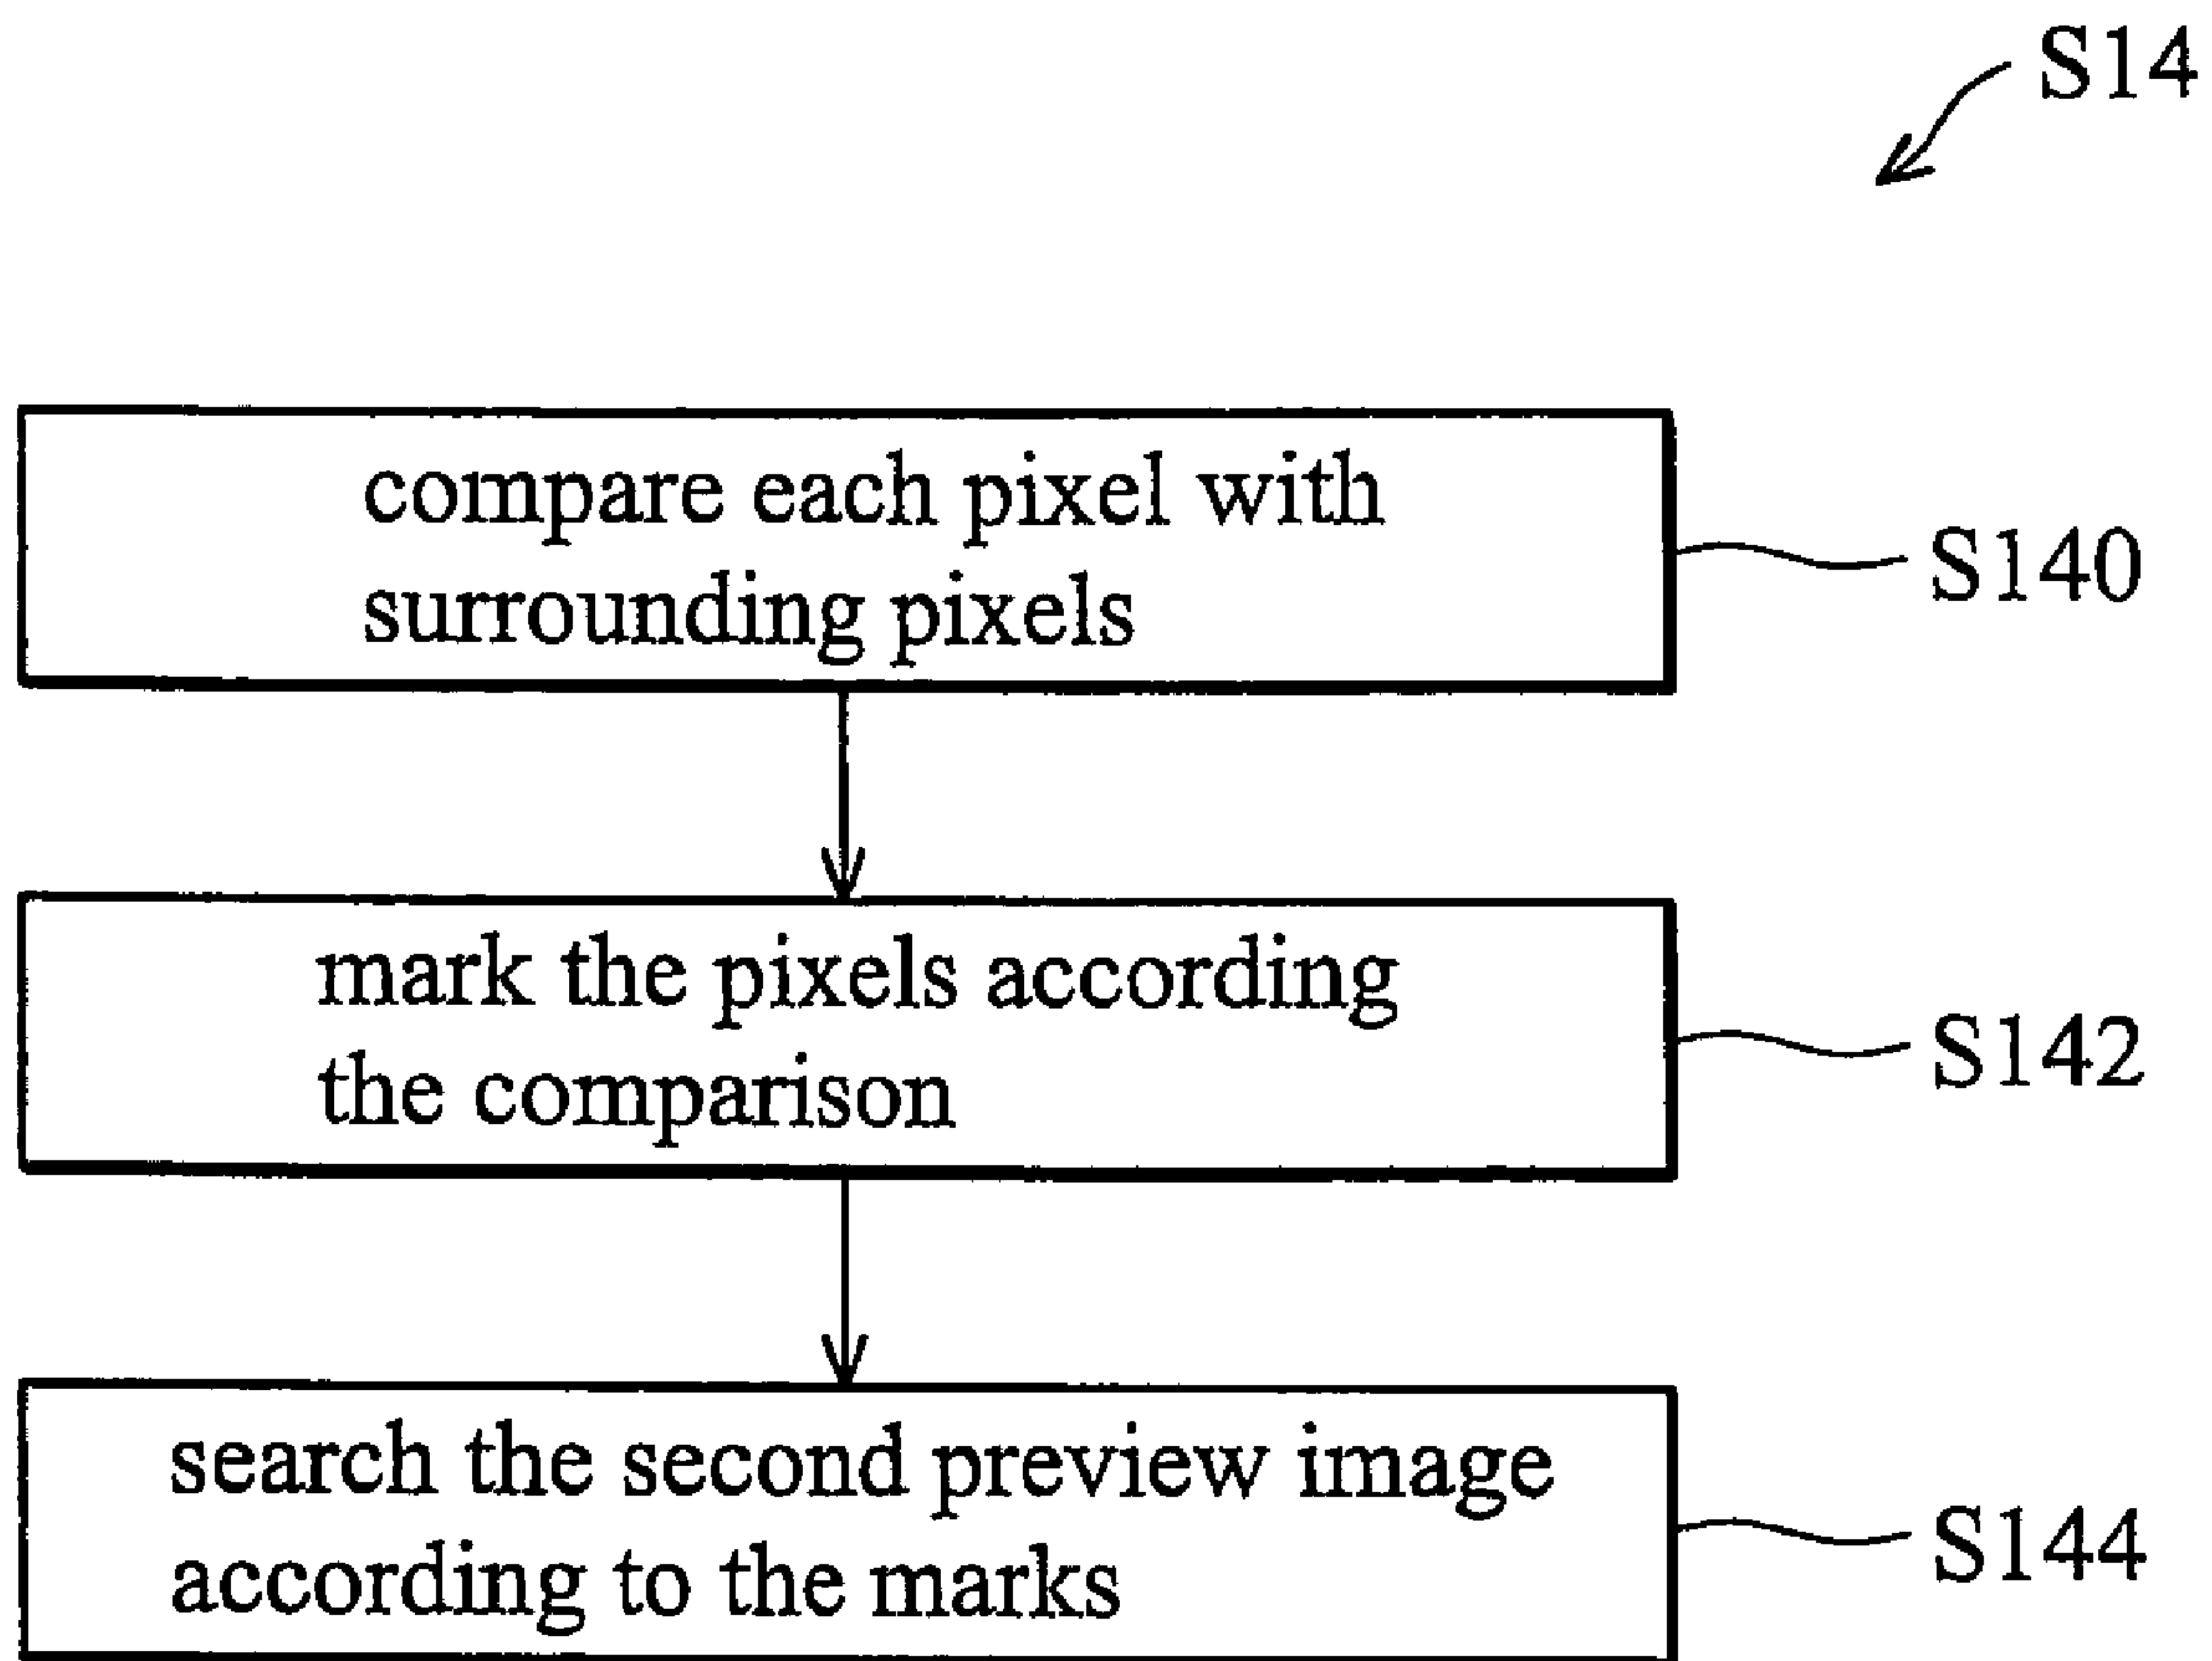 S14
compare each pixel with
surrounding pixels
S140
mark the pixels according
the comparison
S142
search the second preview image
according to the marks
S144